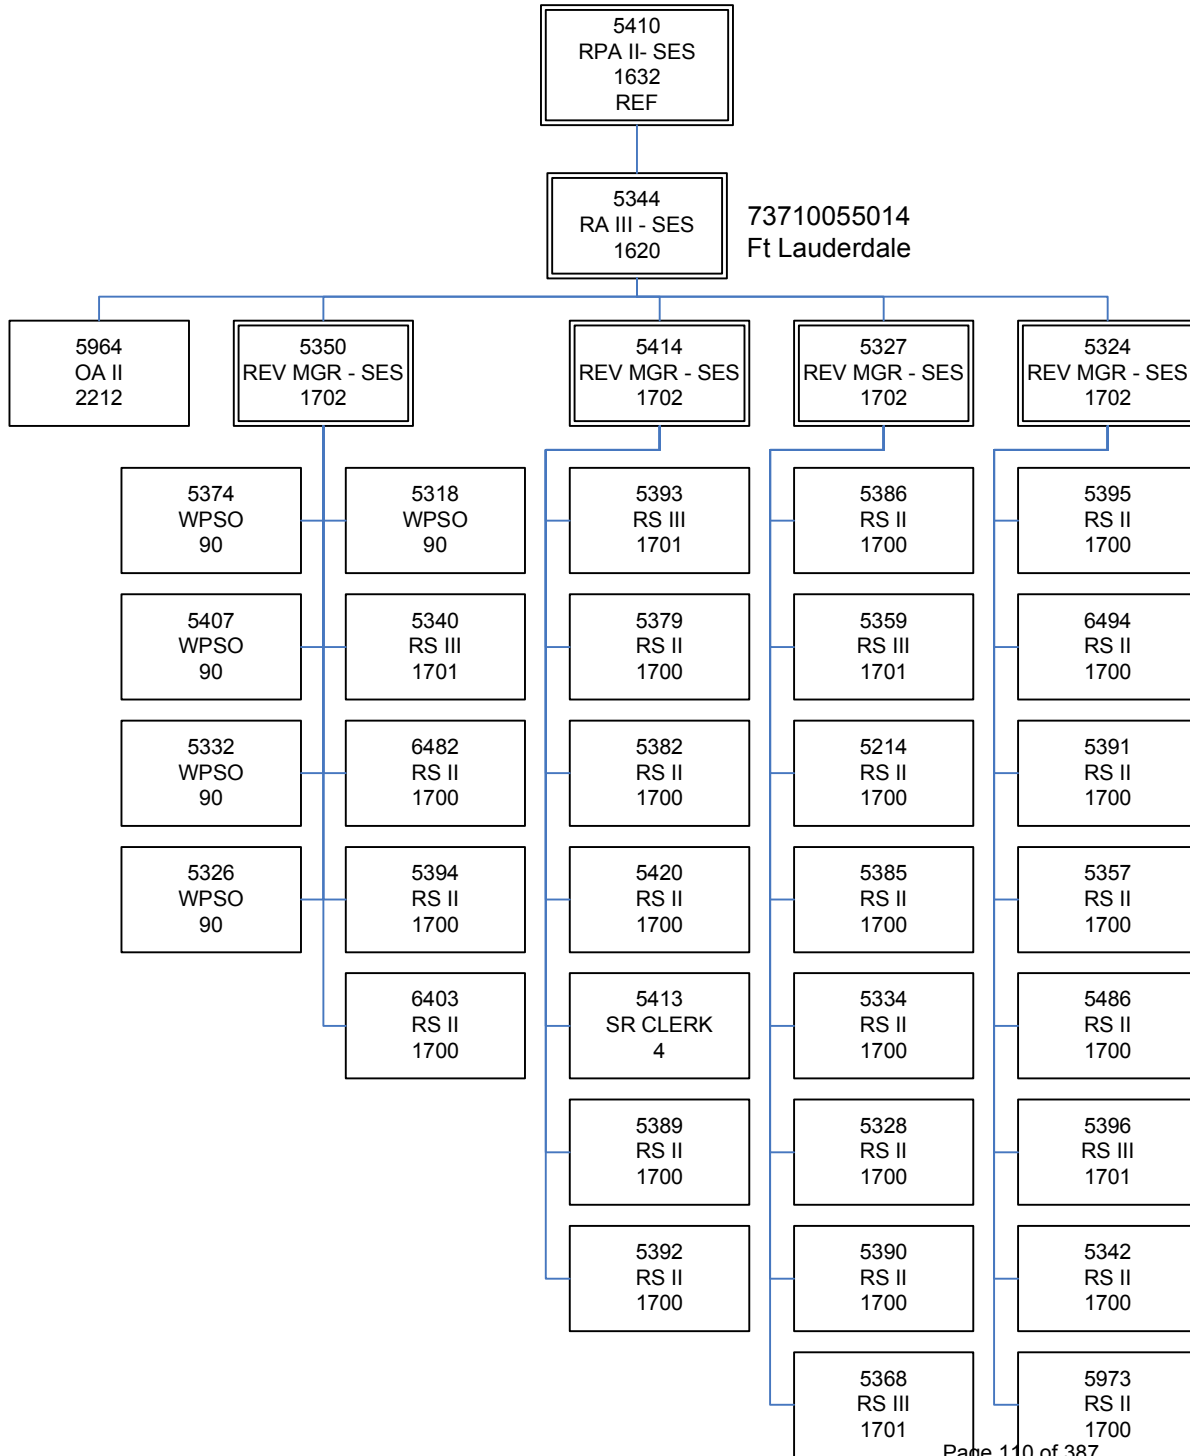 5410
RPA II- SES
1632
REF
5344
RA III - SES
1620
73710055014
Ft Lauderdale
5964
OA II
2212
5350
REV MGR - SES
1702
5414
REV MGR - SES
1702
5327
REV MGR - SES
1702
5324
REV MGR - SES
1702
5374
WPSO
90
5407
WPSO
90
5332
WPSO
90
5326
WPSO
90
5318
WPSO
90
5340
RS III
1701
6482
RS II
1700
5394
RS II
1700
6403
RS II
1700
5393
RS III
1701
5379
RS II
1700
5382
RS II
1700
5420
RS II
1700
5413
SR CLERK
4
5389
RS II
1700
5392
RS II
1700
5386
RS II
1700
5359
RS III
1701
5214
RS II
1700
5385
RS II
1700
5334
RS II
1700
5328
RS II
1700
5390
RS II
1700
5368
RS III
1701
5395
RS II
1700
6494
RS II
1700
5391
RS II
1700
5357
RS II
1700
5486
RS II
1700
5396
RS III
1701
5342
RS II
1700
5973
RS II
1700
Page 110 of 387